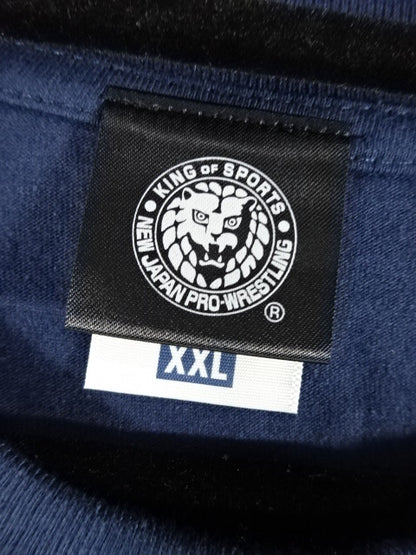 • KING OF SPORTS •
NEW JAPAN PRO-WRESTLING
®
XXL